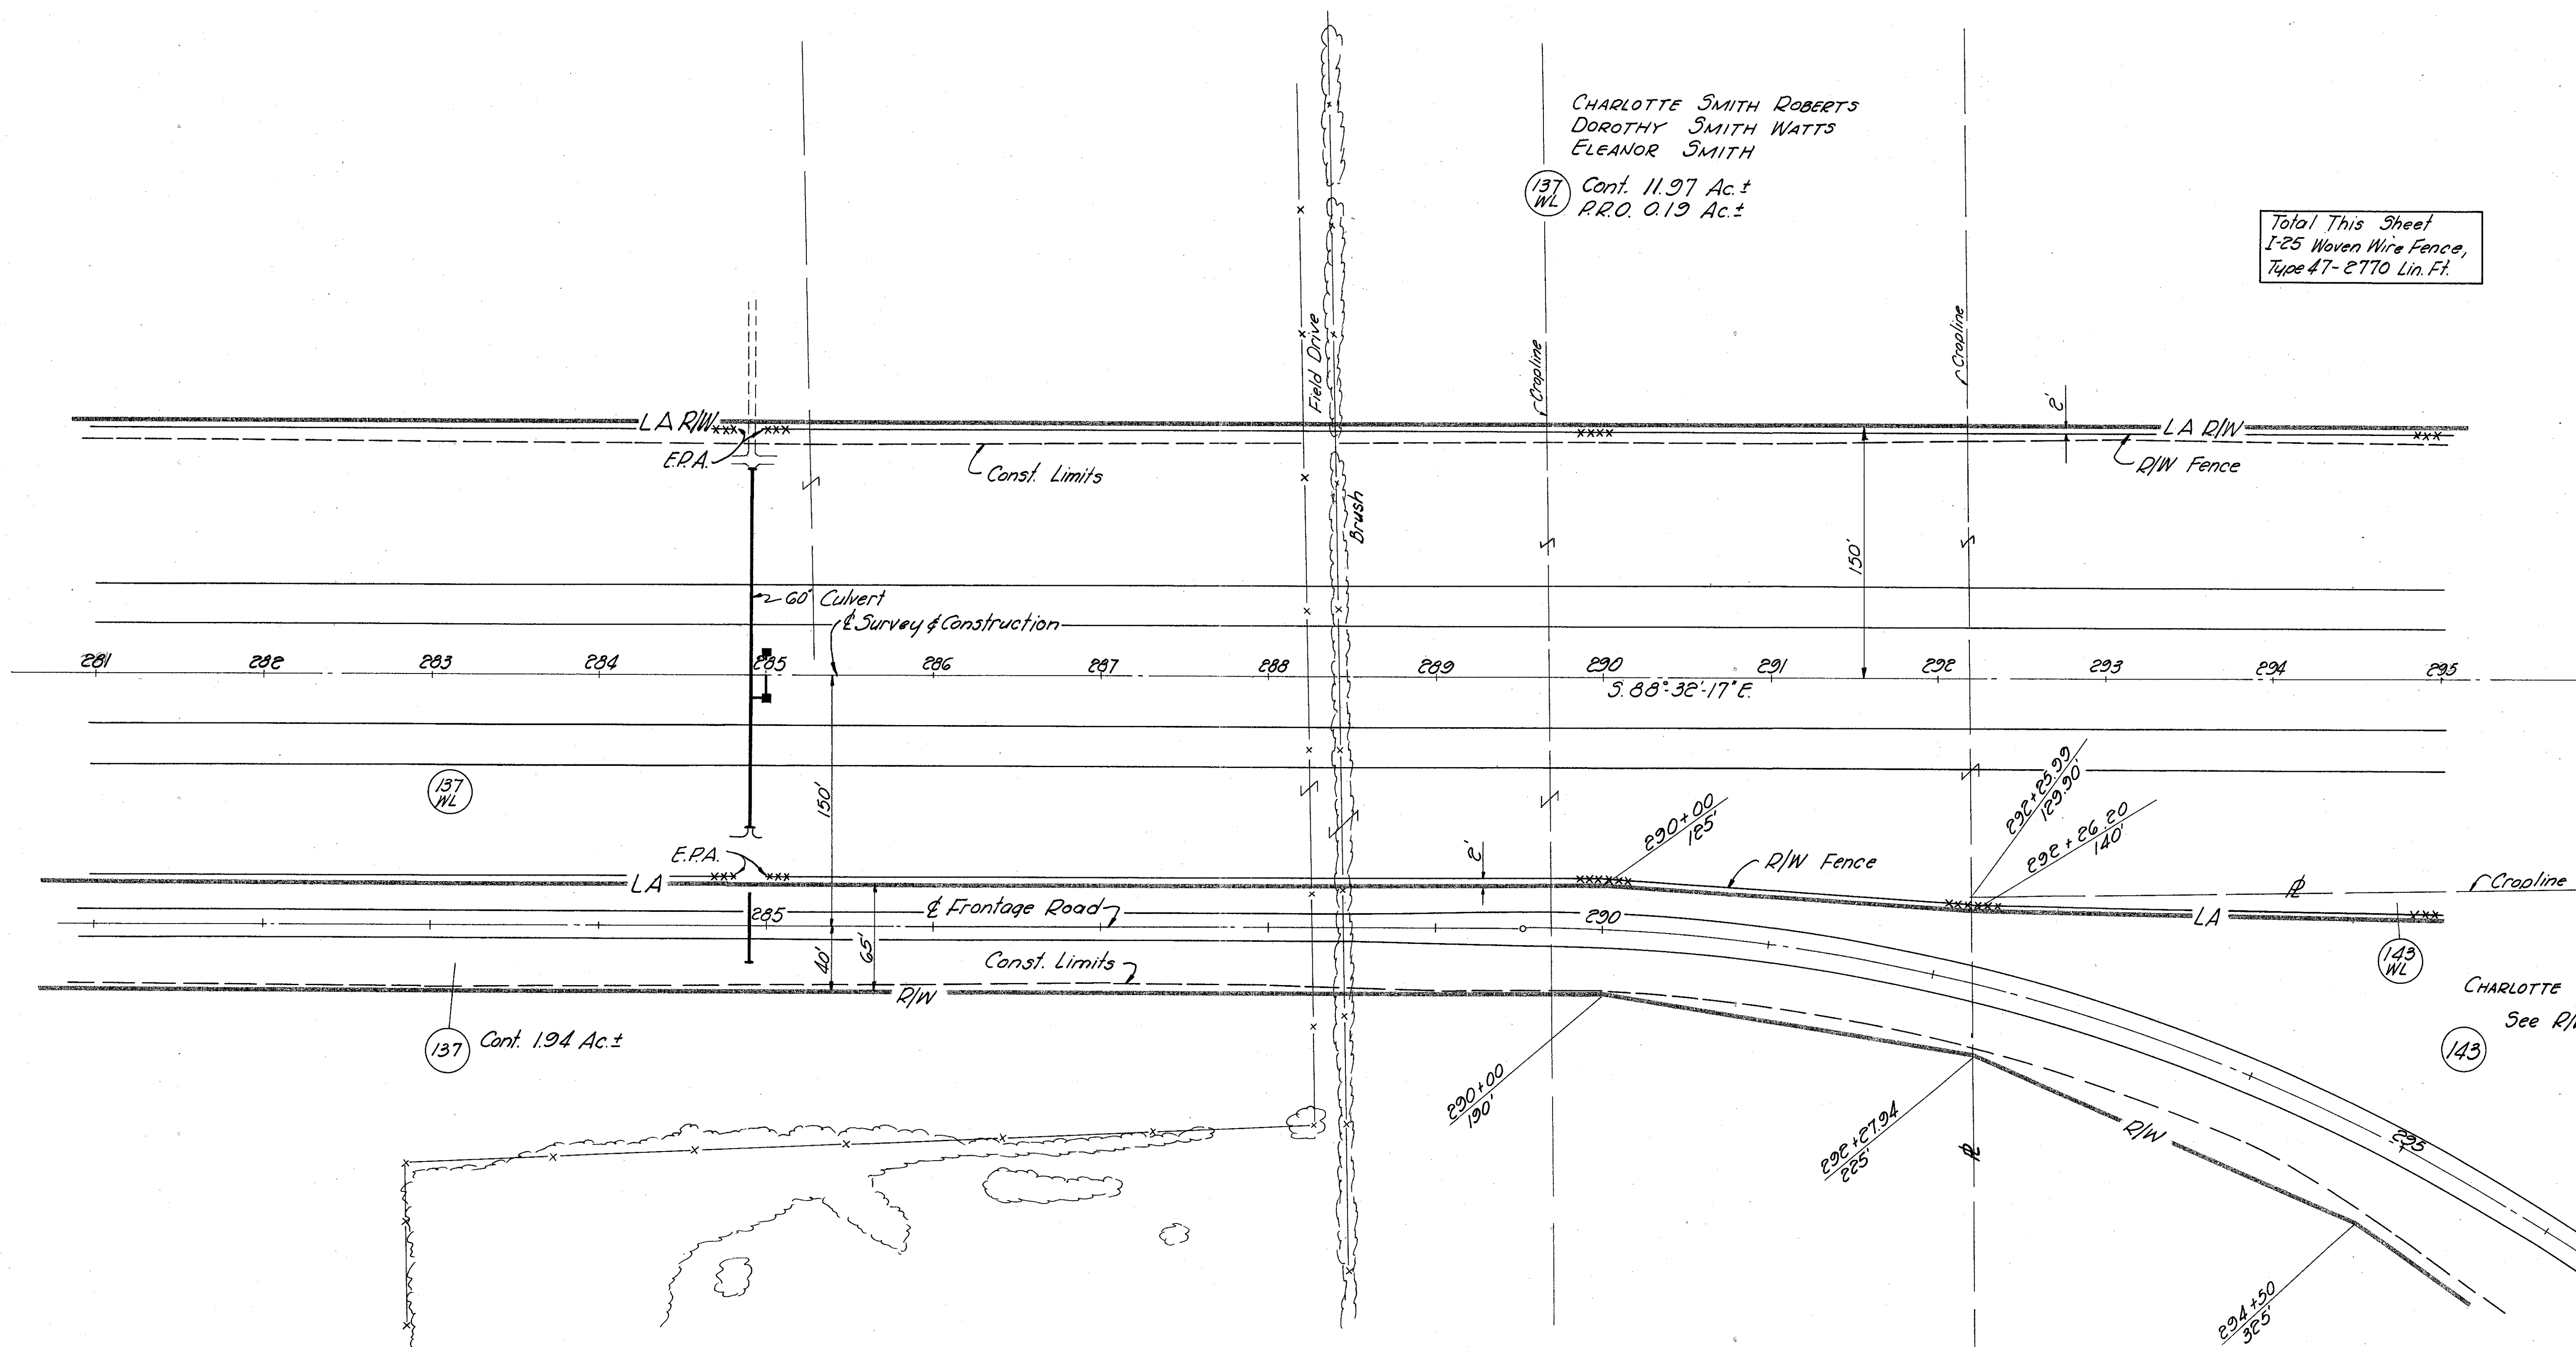 CHARLOTTE SMITH ROBERTS
DOROTHY SMITH WATTS
ELEANOR SMITH
137 WL
Cont. 11.97 Ac.±
P.R.O. 0.19 Ac.±
Total This Sheet
I-25 Woven Wire Fence,
Type 47-2770 Lin. Ft.
Field Drive
Cropline
Cropline
2'
L A R/W
E.P.A.
Const. Limits
L A R/W
R/W Fence
Brush
150'
60" Culvert
℄ Survey & Construction
281 282 283 284 285 286 287 288 289 290 291 292 293 294 295
S. 88°-32'-17" E.
137 WL
150'
290+00
125'
292+25.99
129.90'
292+26.20
140'
E.P.A.
LA
2'
R/W Fence
℄ Frontage Road
285
290
40'
65'
Const. Limits
R/W
PL
Cropline
LA
143 WL
CHARLOTTE
See R/
143
137
Cont. 1.94 Ac.±
290+00
190'
292+27.94
225'
PL
R/W
295
294+50
325'